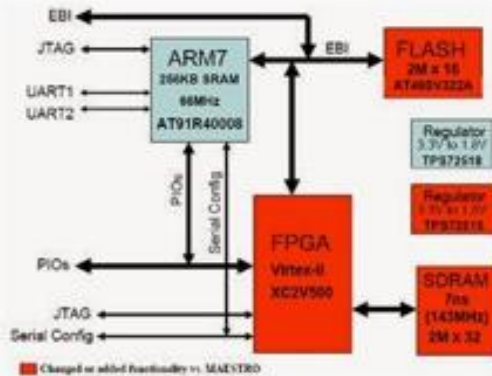 EBI
JTAG
UART1
UART2
ARM7
256KB SRAM
66MHz
AT91R40008
EBI
FLASH
2M x 16
Regulator
3.3V to 1.8V
TPS72518
Regulator
TPS72515
PIOs
Serial Config
PIOs
JTAG
Serial Config
FPGA
Virtex-II
XC2V500
SDRAM
7ns
(143MHz)
2M x 32
Changed or added functionality vs. MAESTRO